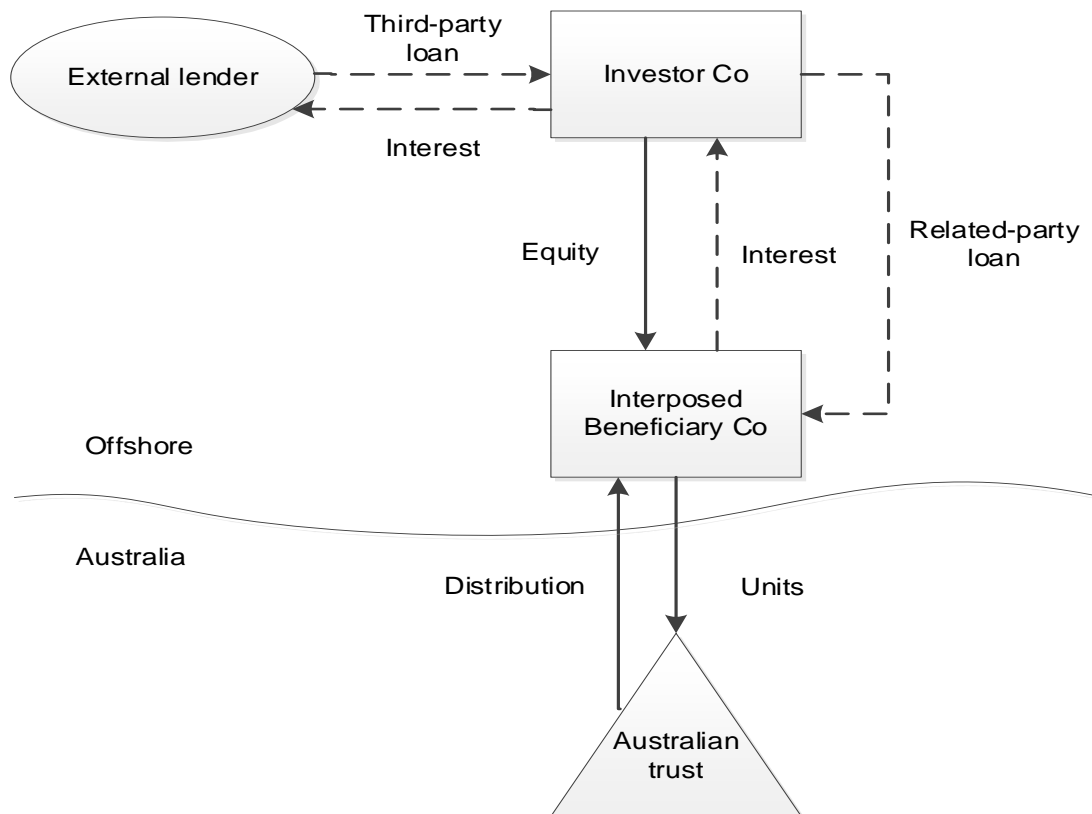 Third-party
loan
External lender
Investor Co
Interest
Related-party
loan
Equity
Interest
Interposed
Beneficiary Co
Offshore
Australia
Distribution
Units
Australian
trust